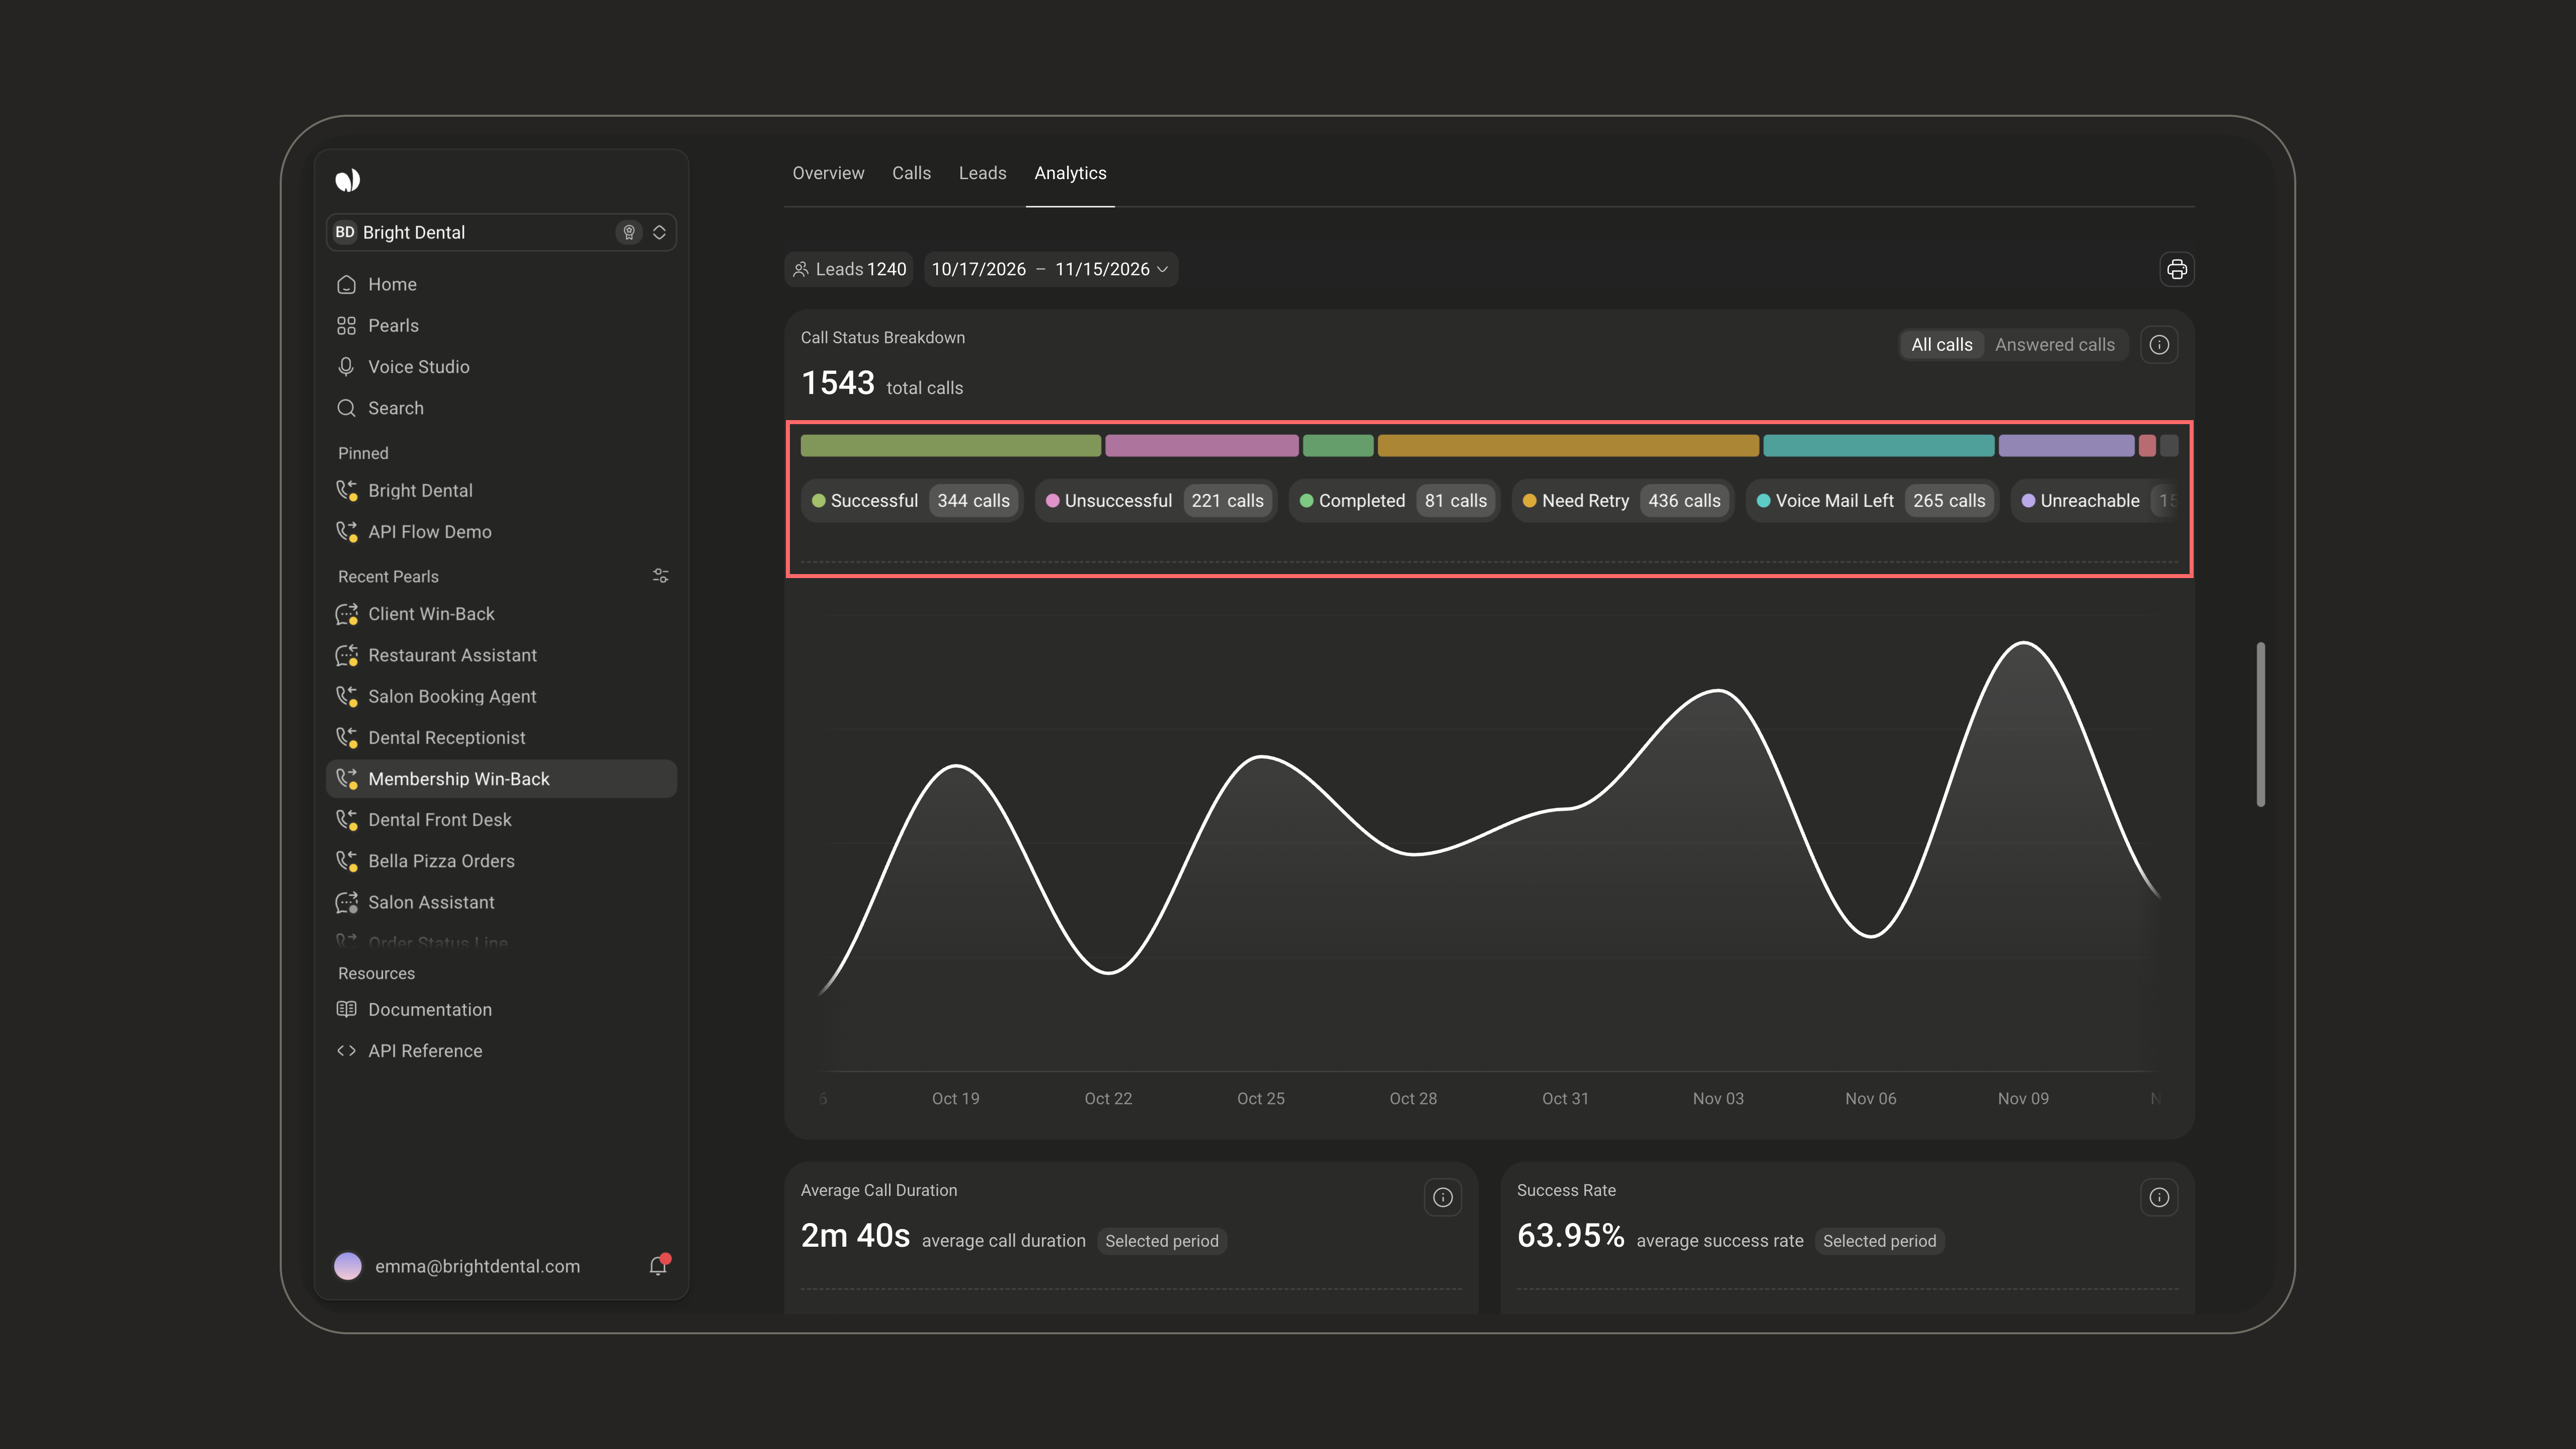 Overview Calls Leads Analytics
BD Bright Dental
Leads 1240 10/17/2026 – 11/15/2026
Home
Pearls
Voice Studio
Search
Pinned
Bright Dental
API Flow Demo
Recent Pearls
Client Win-Back
Restaurant Assistant
Salon Booking Agent
Dental Receptionist
Membership Win-Back
Dental Front Desk
Bella Pizza Orders
Salon Assistant
Order Status Line
Resources
Documentation
API Reference
emma@brightdental.com
Call Status Breakdown
All calls Answered calls
1543 total calls
Successful 344 calls Unsuccessful 221 calls Completed 81 calls Need Retry 436 calls Voice Mail Left 265 calls Unreachable
Oct 19 Oct 22 Oct 25 Oct 28 Oct 31 Nov 03 Nov 06 Nov 09
Average Call Duration
2m 40s average call duration Selected period
Success Rate
63.95% average success rate Selected period